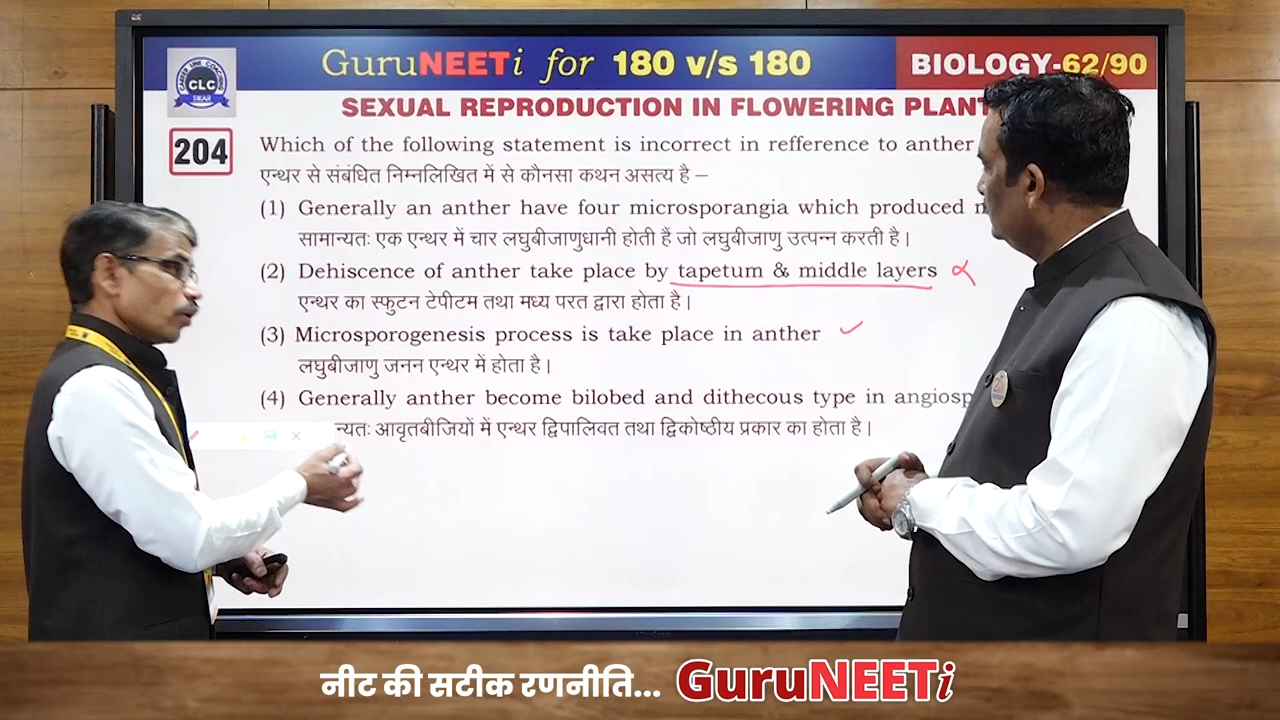 GuruNEETi for 180 v/s 180
BIOLOGY-62/90
CLC
SIKAR
SEXUAL REPRODUCTION IN FLOWERING
204
Which of the following statement is incorrect in refference to anther
एन्थर से संबंधित निम्नलिखित में से कौनसा कथन असत्य है –
(1) Generally an anther have four microsporangia which produced
सामान्यतः एक एन्थर में चार लघुबीजाणुधानी होती हैं जो लघुबीजाणु उत्पन्न करती है।
(2) Dehiscence of anther take place by tapetum & middle layers
एन्थर का स्फुटन टेपीटम तथा मध्य परत द्वारा होता है।
(3) Microsporogenesis process is take place in anther
लघुबीजाणु जनन एन्थर में होता है।
(4) Generally anther become bilobed and dithecous type in
आवृतबीजियों में एन्थर द्विपालिवत तथा द्विकोष्ठीय प्रकार का होता है।
नीट की सटीक रणनीति... GuruNEETi